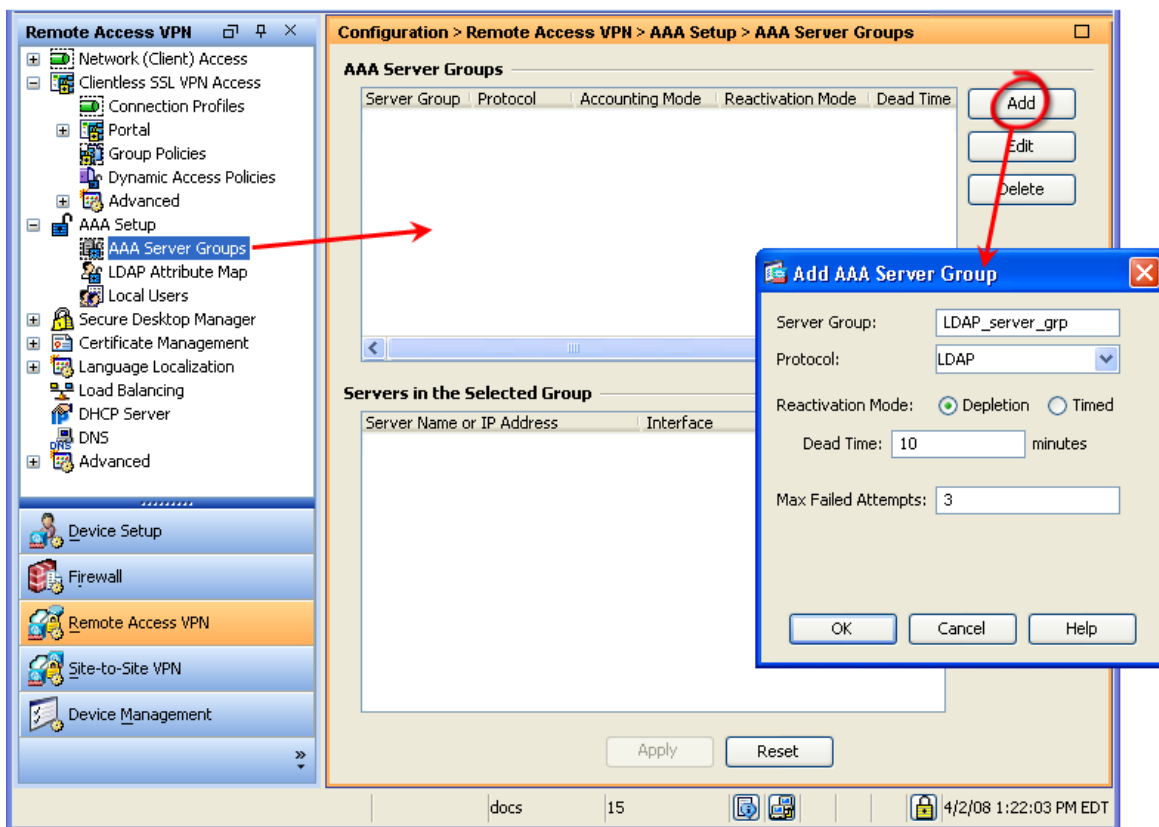 Remote Access VPN
Network (Client) Access
Clientless SSL VPN Access
Connection Profiles
Portal
Group Policies
Dynamic Access Policies
Advanced
AAA Setup
AAA Server Groups
LDAP Attribute Map
Local Users
Secure Desktop Manager
Certificate Management
Language Localization
Load Balancing
DHCP Server
DNS
DNS
Advanced
Device Setup
Firewall
Remote Access VPN
Site-to-Site VPN
Device Management
Configuration > Remote Access VPN > AAA Setup > AAA Server Groups
AAA Server Groups
Server Group Protocol Accounting Mode Reactivation Mode Dead Time
Add
Edit
Delete
Servers in the Selected Group
Server Name or IP Address Interface
Apply Reset
Add AAA Server Group
Server Group: LDAP_server_grp
Protocol: LDAP
Reactivation Mode: Depletion Timed
Dead Time: 10 minutes
Max Failed Attempts: 3
OK Cancel Help
docs 15 4/2/08 1:22:03 PM EDT